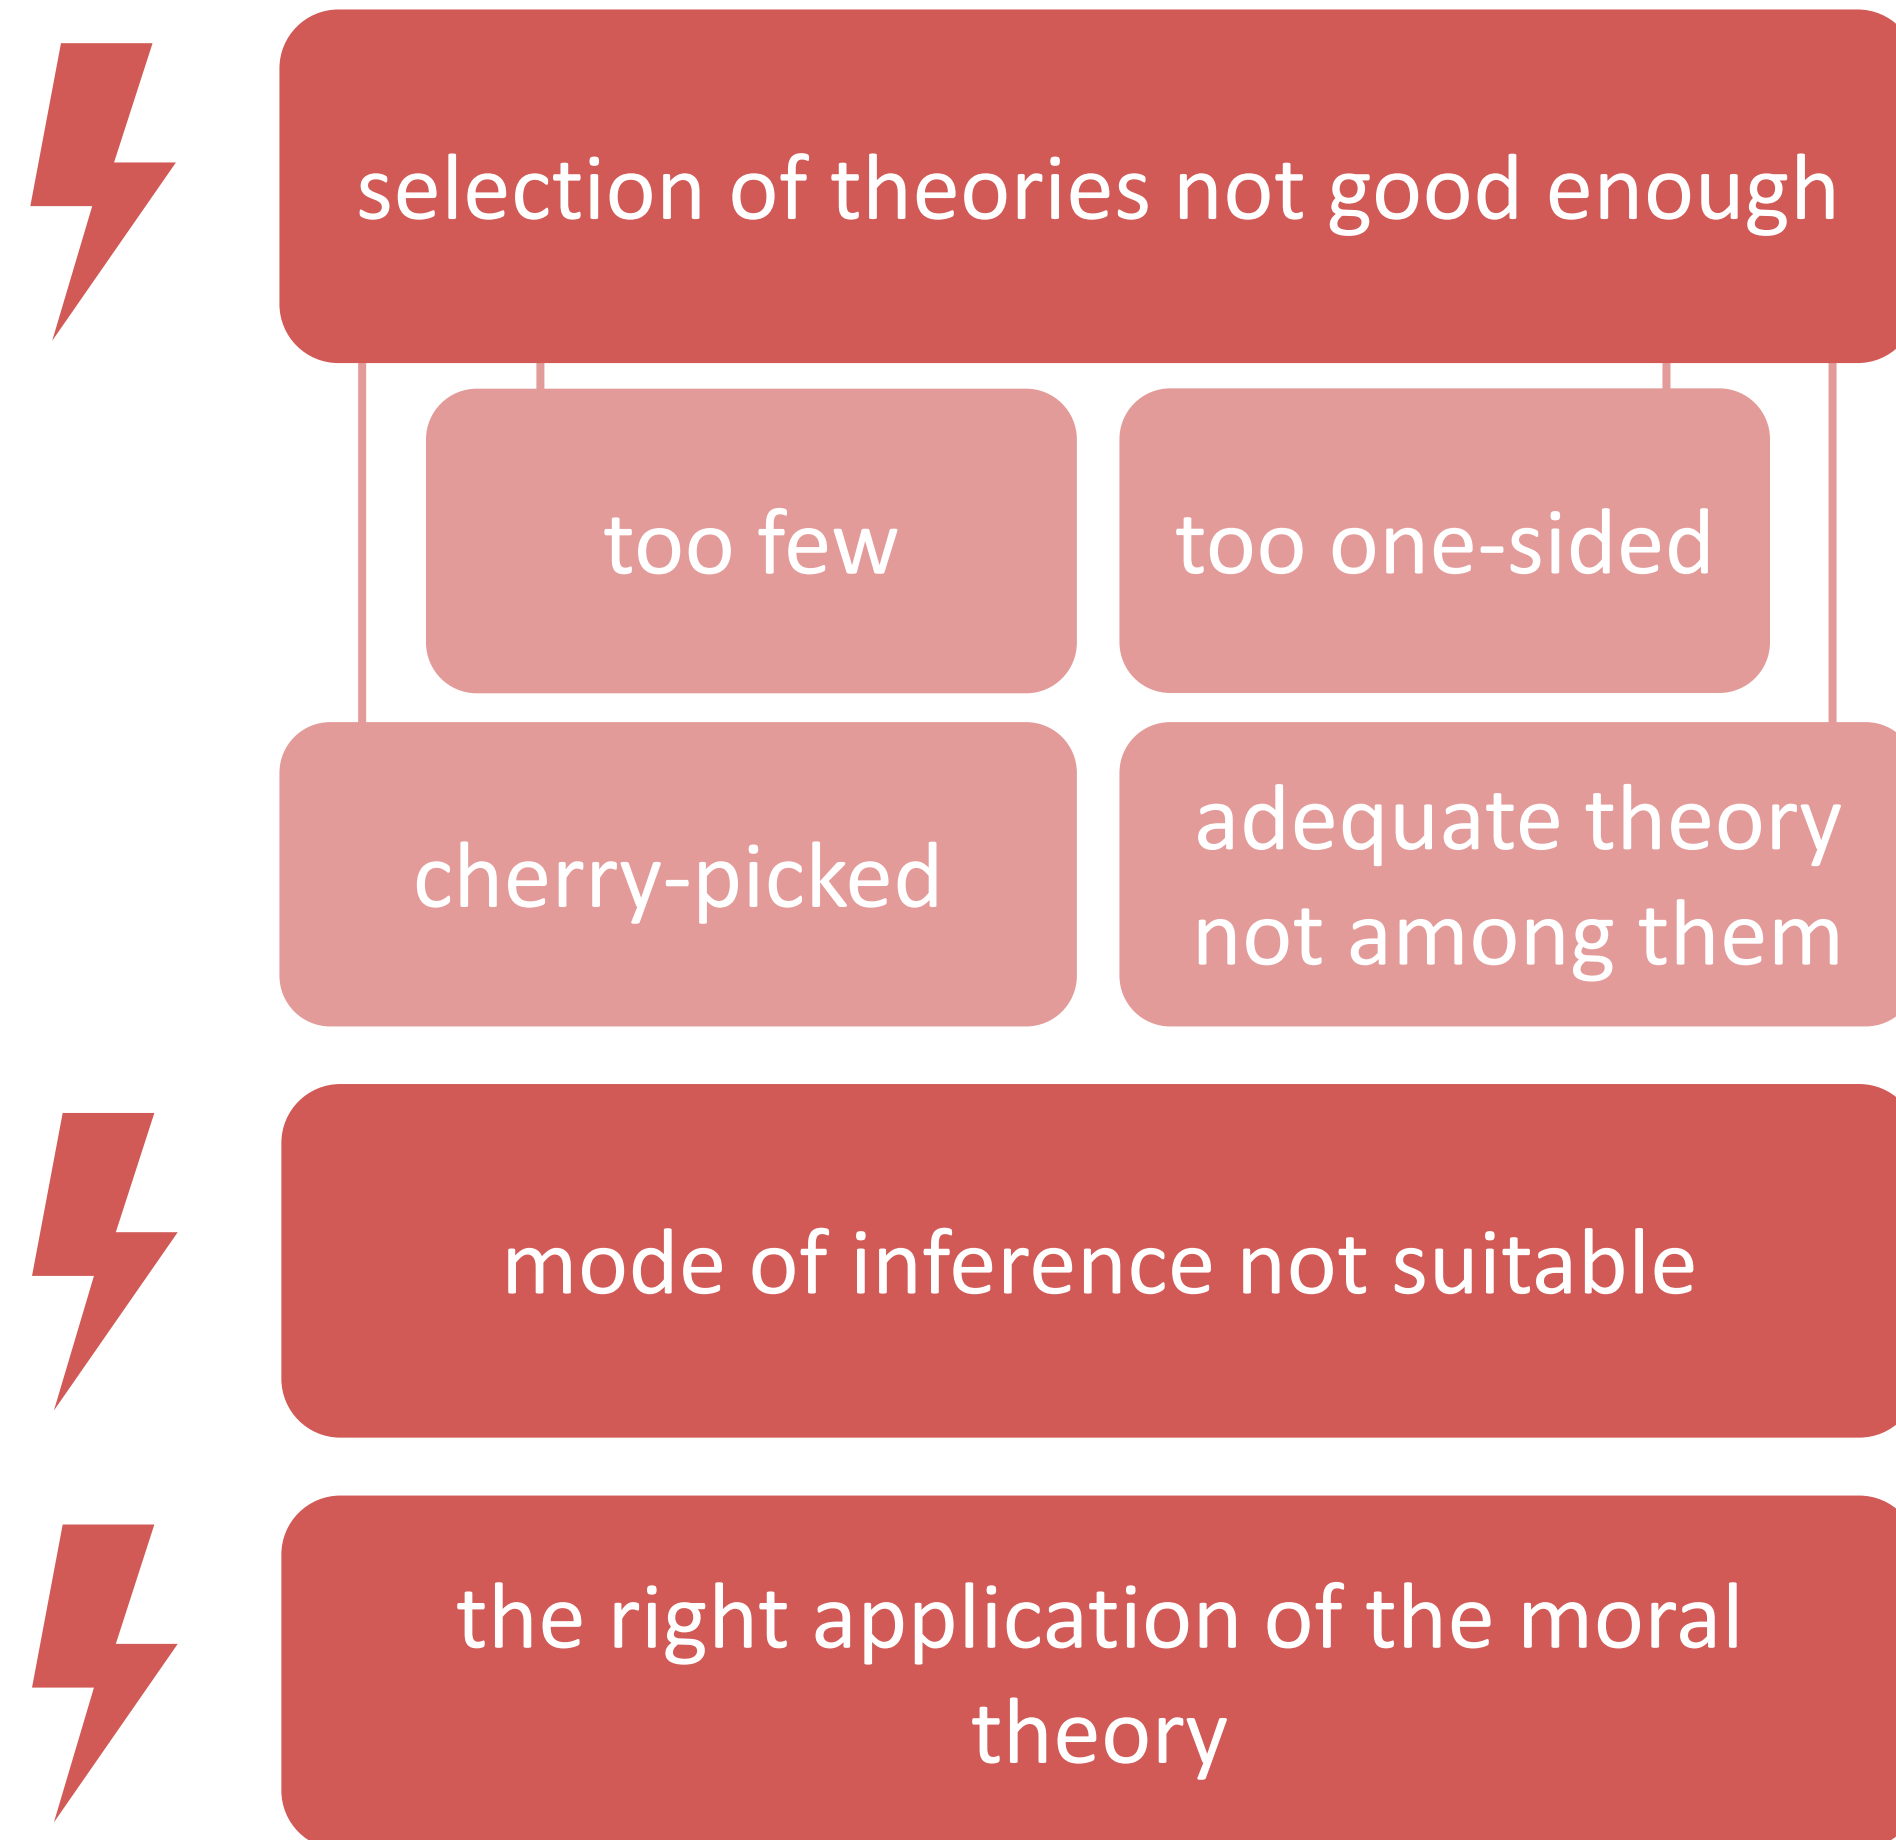 selection of theories not good enough
too few
too one-sided
cherry-picked
adequate theory
not among them
mode of inference not suitable
the right application of the moral
theory